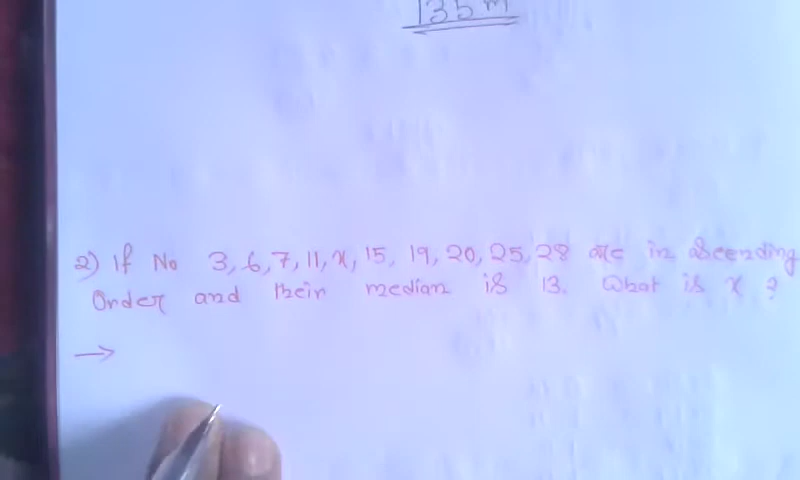 135 m
2) If No 3, 6, 7, 11, x, 15, 19, 20, 25, 28 are in ascending
Order and their median is 13. What is x ?
→